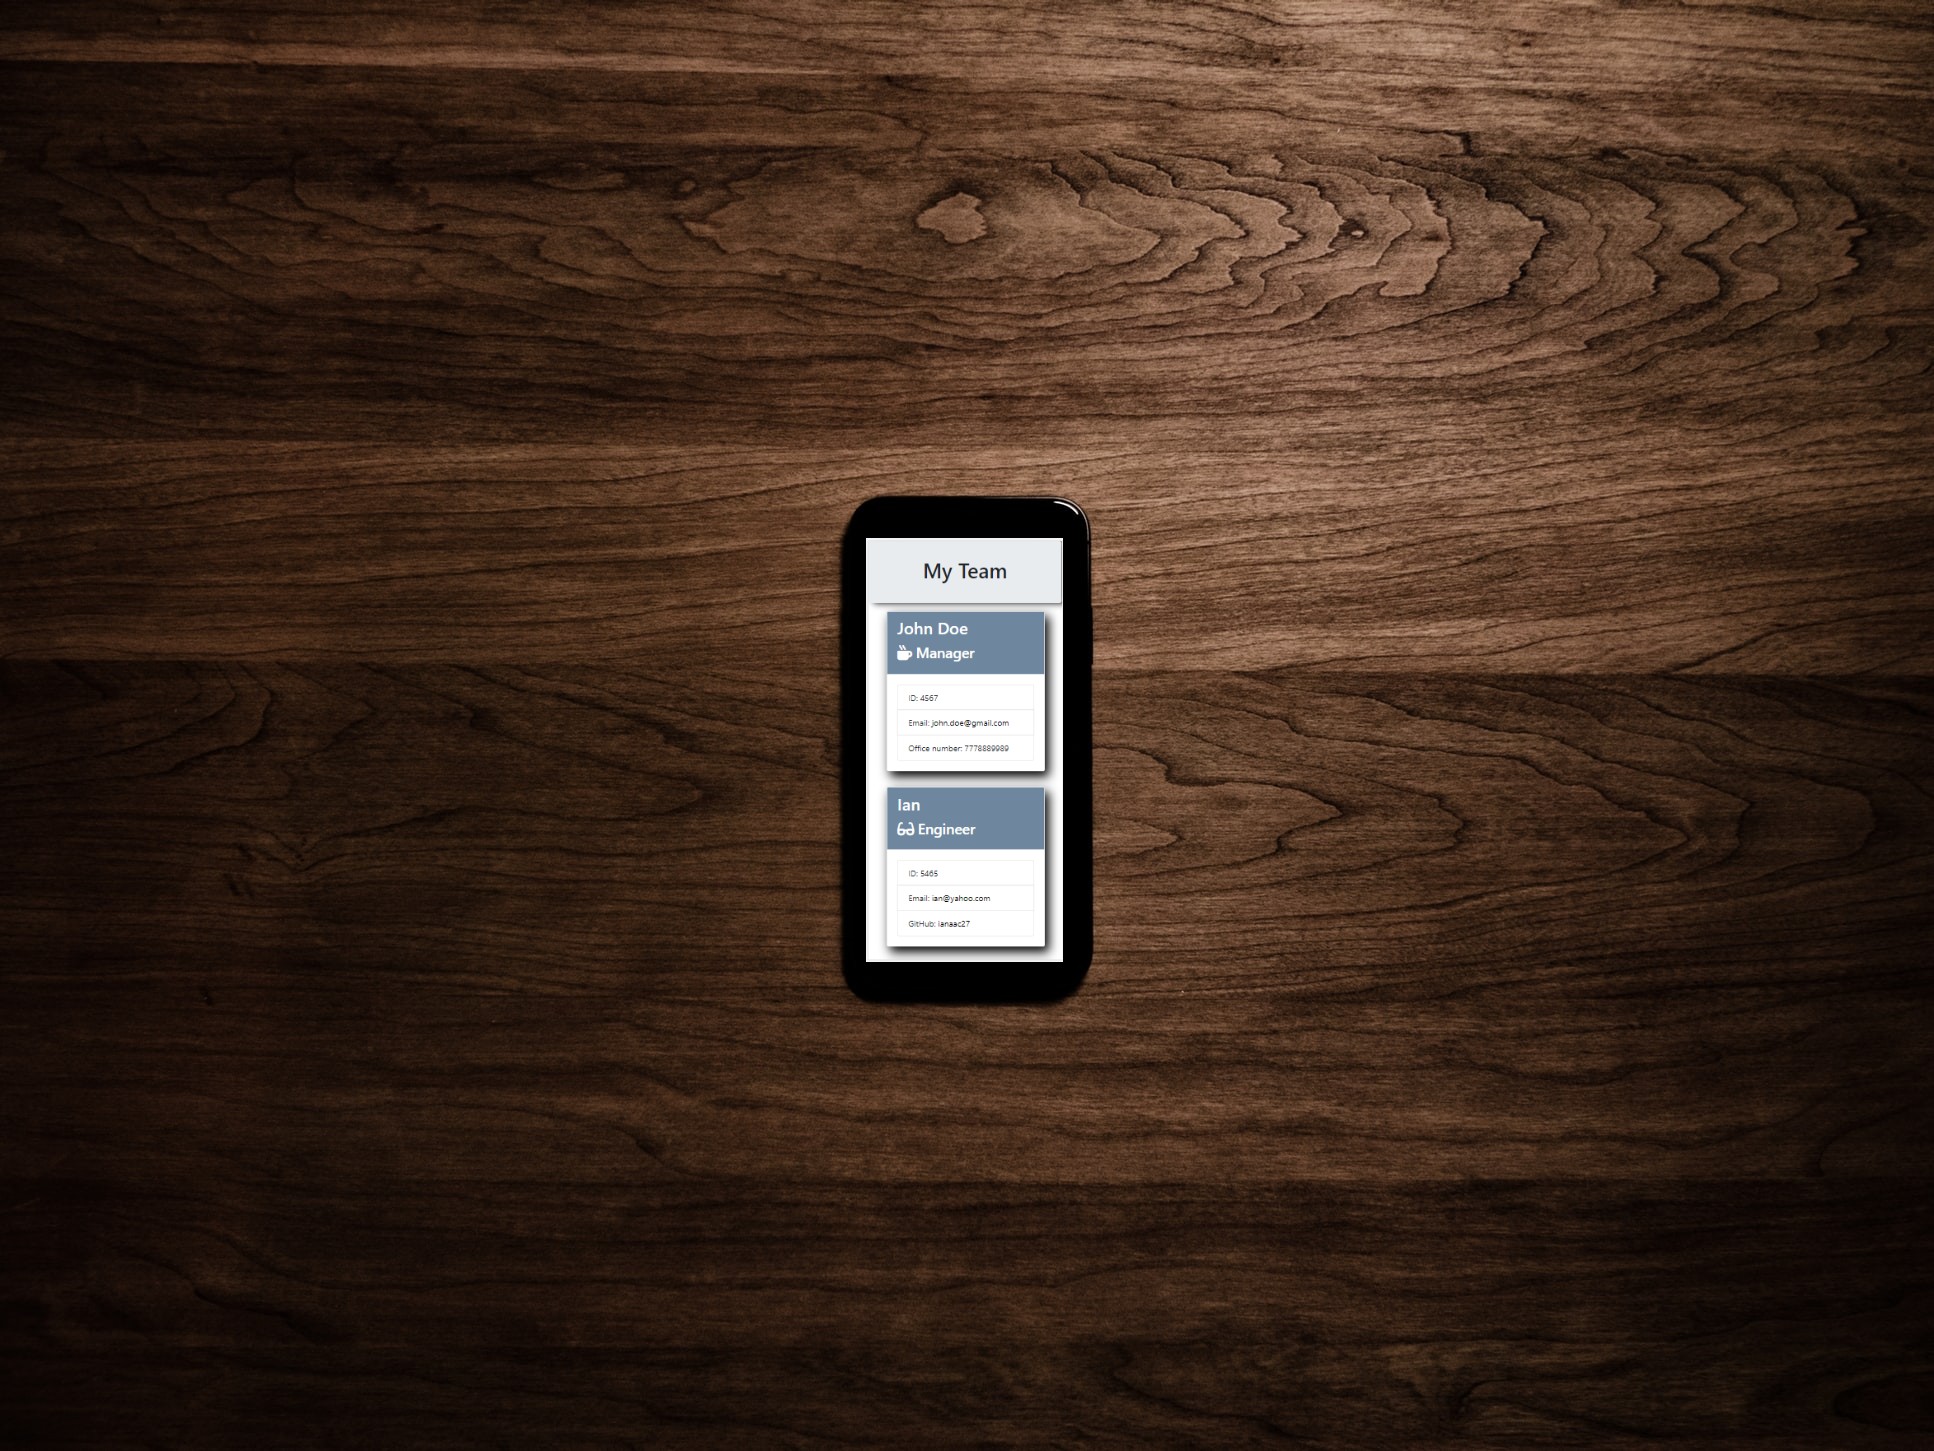 My Team
John Doe
Manager
ID: 4567
Email: john.doe@gmail.com
Office number: 7778889989
Ian
Engineer
ID: 5465
Email: ian@yahoo.com
GitHub: ianaac27